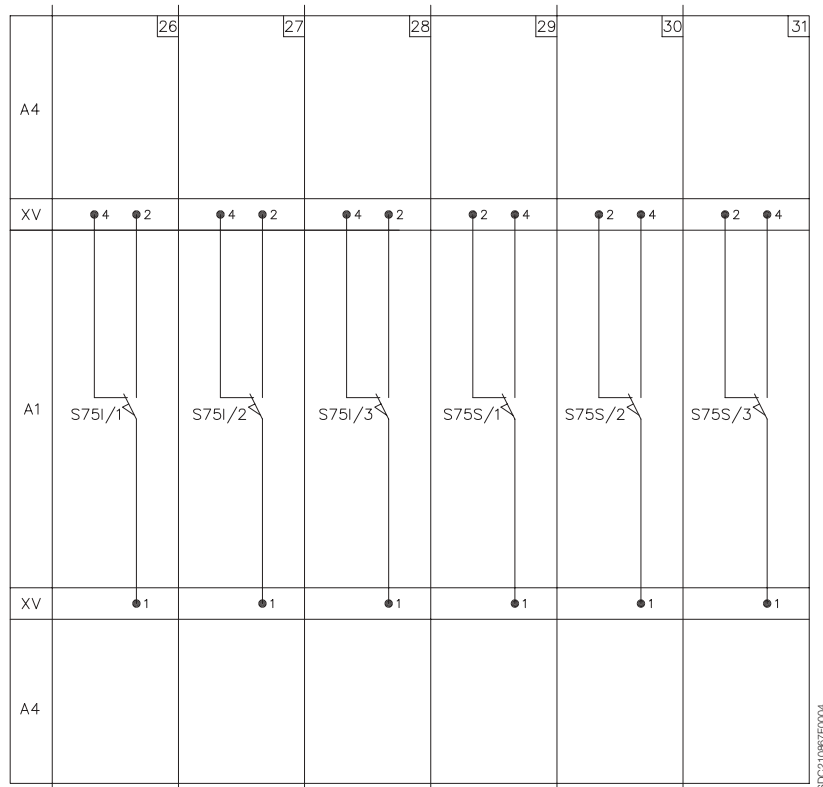 26 27 28 29 30 31
A4
XV 4 2 4 2 4 2 2 4 2 4 2 4
A1 S75I/1 S75I/2 S75I/3 S75S/1 S75S/2 S75S/3
XV 1 1 1 1 1 1
A4